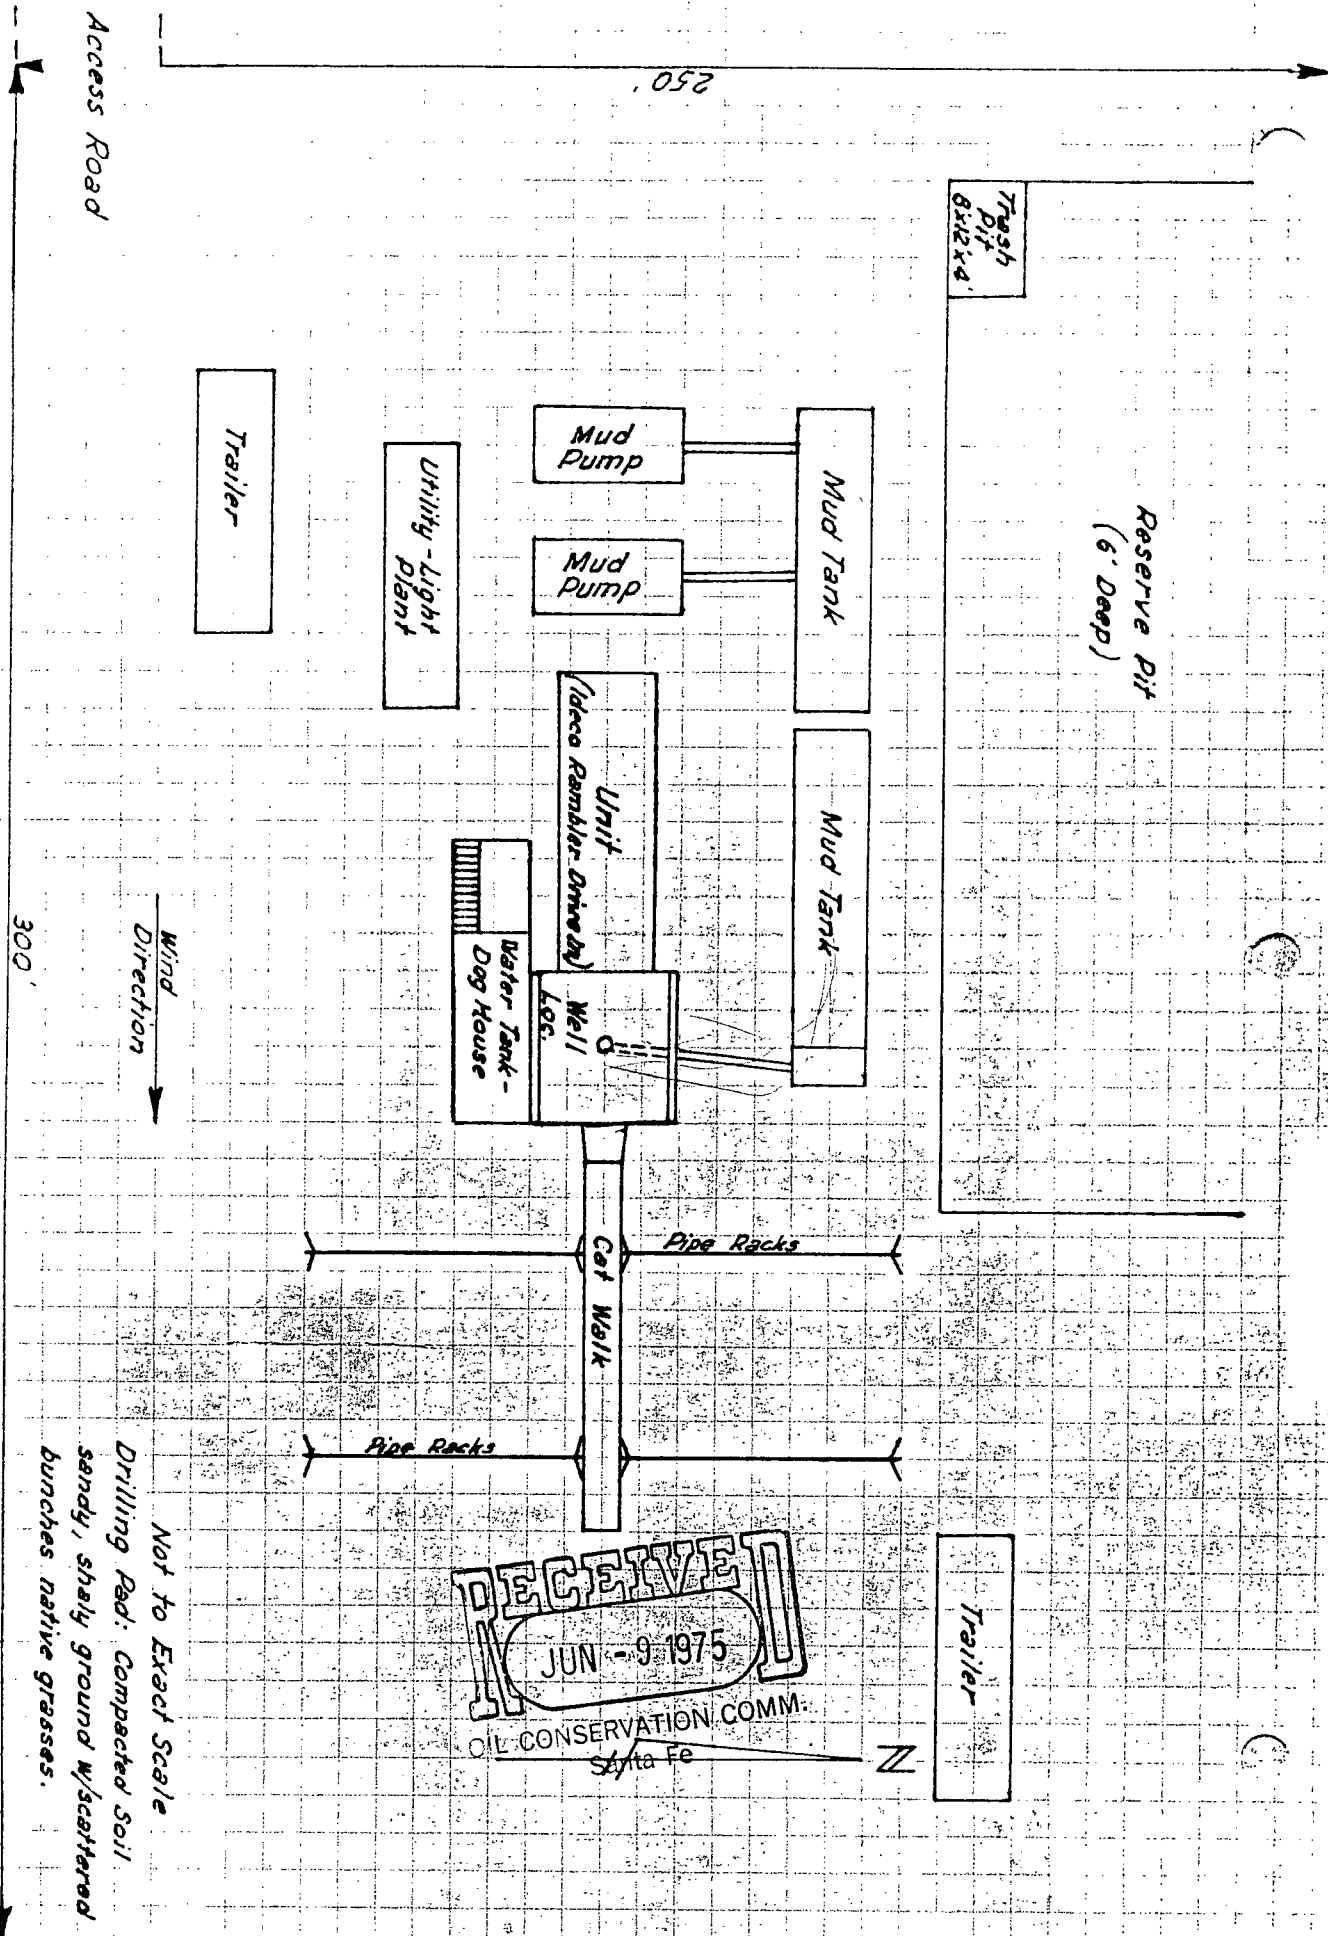 250'
Access Road
Trash
Pit
8'x12'x4'
Reserve Pit
(6' Deep)
Trailer
Utility-Light
Plant
Mud
Pump
Mud
Pump
Mud Tank
Mud Tank
Unit
(Ideco Rambler Drive In)
Water Tank-
Dog House
Well
Loc.
Wind
Direction
300'
Cat Walk
Pipe Racks
Pipe Racks
Trailer
RECEIVED
JUN - 9 1975
OIL CONSERVATION COMM.
Santa Fe
N
Not to Exact Scale
Drilling Pad: Compacted Soil
sandy, shaly ground w/scattered
bunches native grasses.